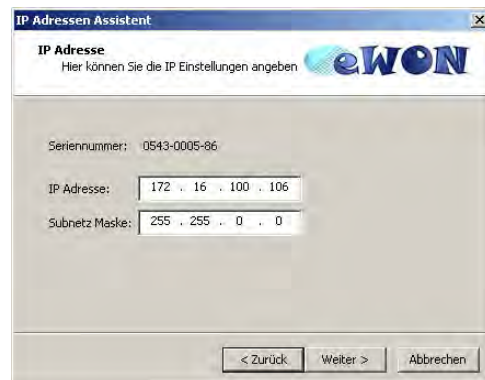 IP Adressen Assistent
IP Adresse
Hier können Sie die IP Einstellungen angeben
eWON
Seriennummer: 0543-0005-86
IP Adresse: 172 . 16 . 100 . 106
Subnetz Maske: 255 . 255 . 0 . 0
< Zurück Weiter > Abbrechen